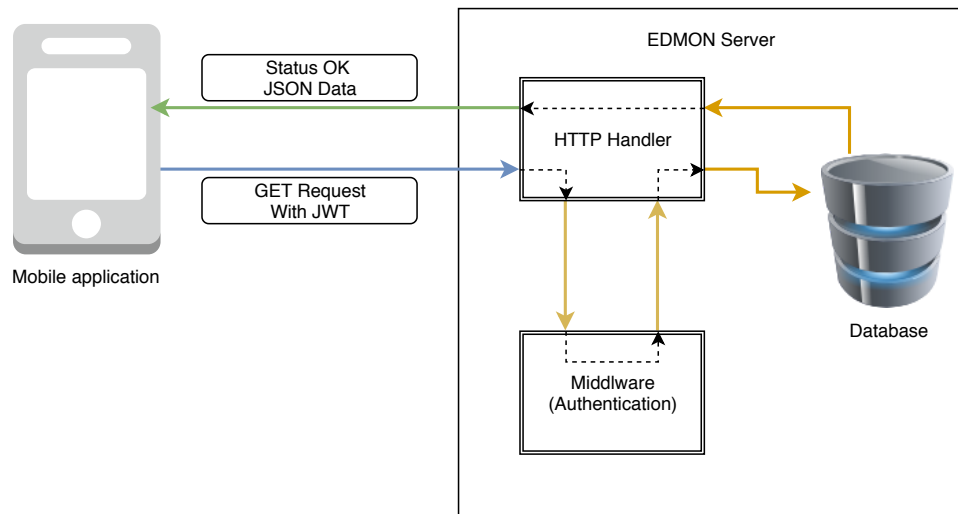 EDMON Server
Status OK
JSON Data
HTTP Handler
GET Request
With JWT
Mobile application
Database
Middlware
(Authentication)